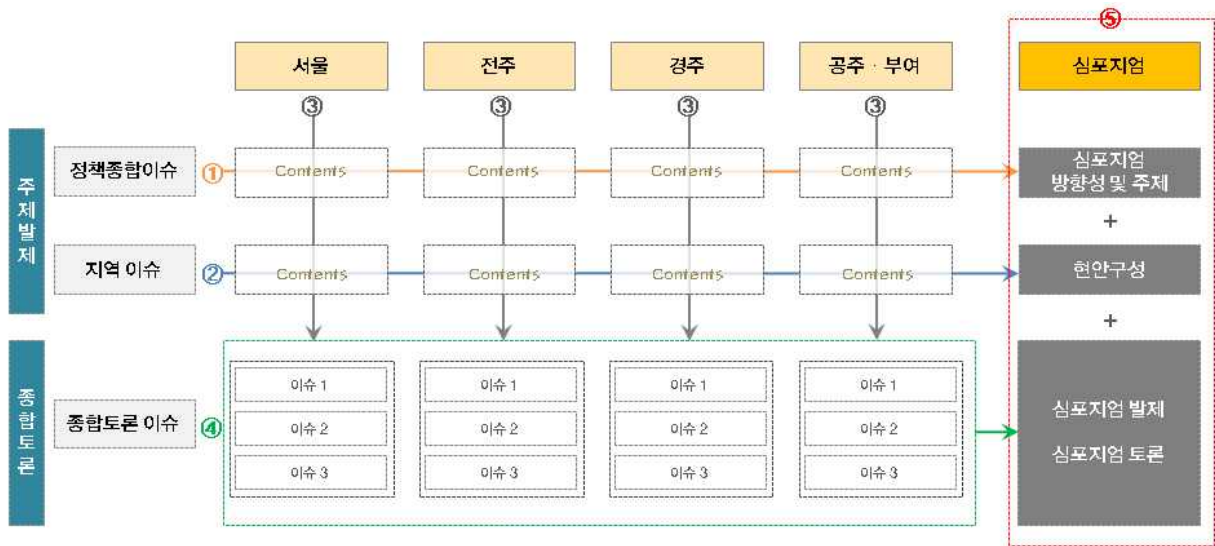 ⑤
서울
전주
경주
공주 · 부여
심포지엄
③
③
③
③
주제발제
정책종합이슈
①
Contents
Contents
Contents
Contents
심포지엄
방향성 및 주제
+
지역 이슈
②
Contents
Contents
Contents
Contents
현안구성
+
종합토론
종합토론 이슈
④
이슈 1
이슈 1
이슈 1
이슈 1
이슈 2
이슈 2
이슈 2
이슈 2
이슈 3
이슈 3
이슈 3
이슈 3
심포지엄 발제
심포지엄 토론